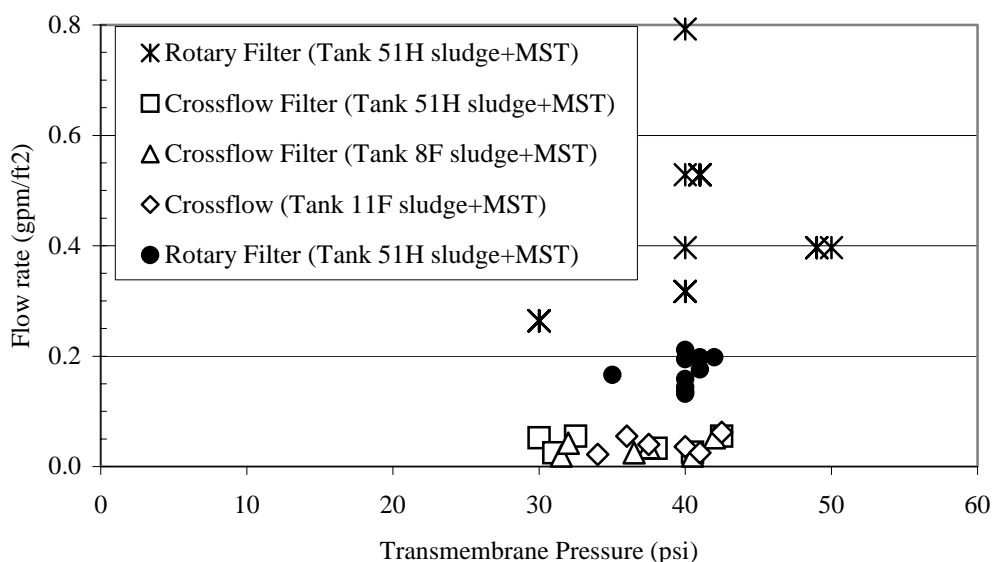 0.8
0.6
0.4
0.2
0.0
Flow rate (gpm/ft2)
Rotary Filter (Tank 51H sludge+MST)
Crossflow Filter (Tank 51H sludge+MST)
Crossflow Filter (Tank 8F sludge+MST)
Crossflow (Tank 11F sludge+MST)
Rotary Filter (Tank 51H sludge+MST)
0 10 20 30 40 50 60
Transmembrane Pressure (psi)